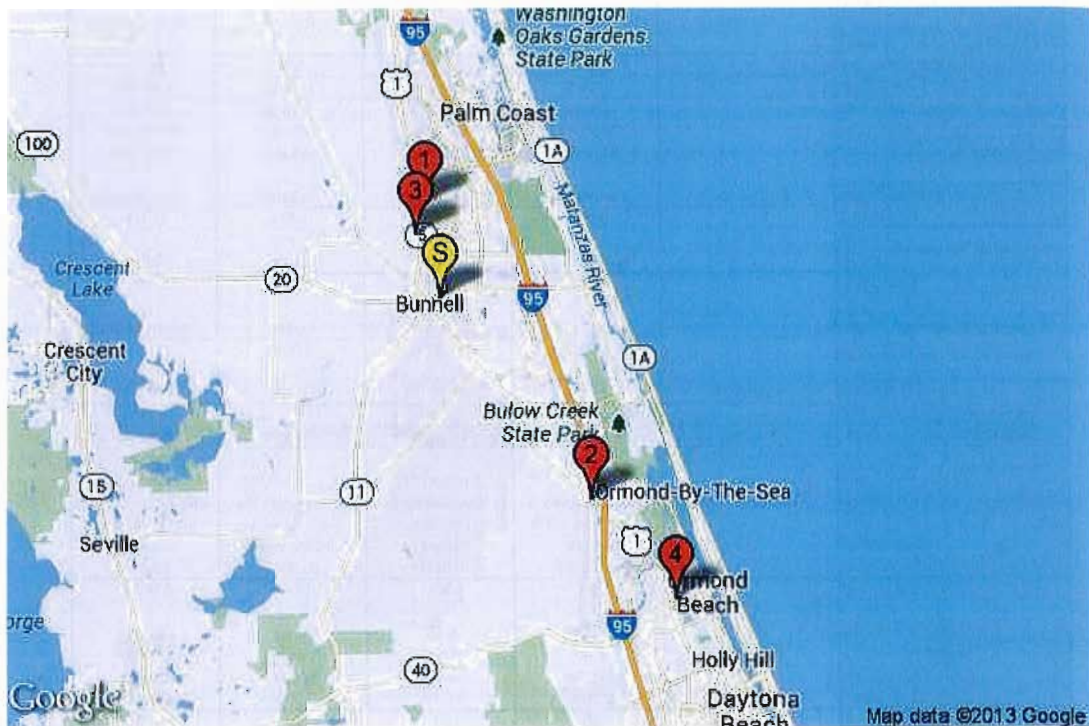 Washington
Oaks Gardens
State Park
95
1
Palm Coast
100
1A
1
3
Matanzas River
S
Crescent
Lake
20
Bunnell
95
Crescent
City
1A
Bulow Creek
State Park
2
Ormond-By-The-Sea
15
11
Seville
1
4
Ormond
Beach
95
Holly Hill
40
Google
Daytona
Beach
Map data ©2013 Google